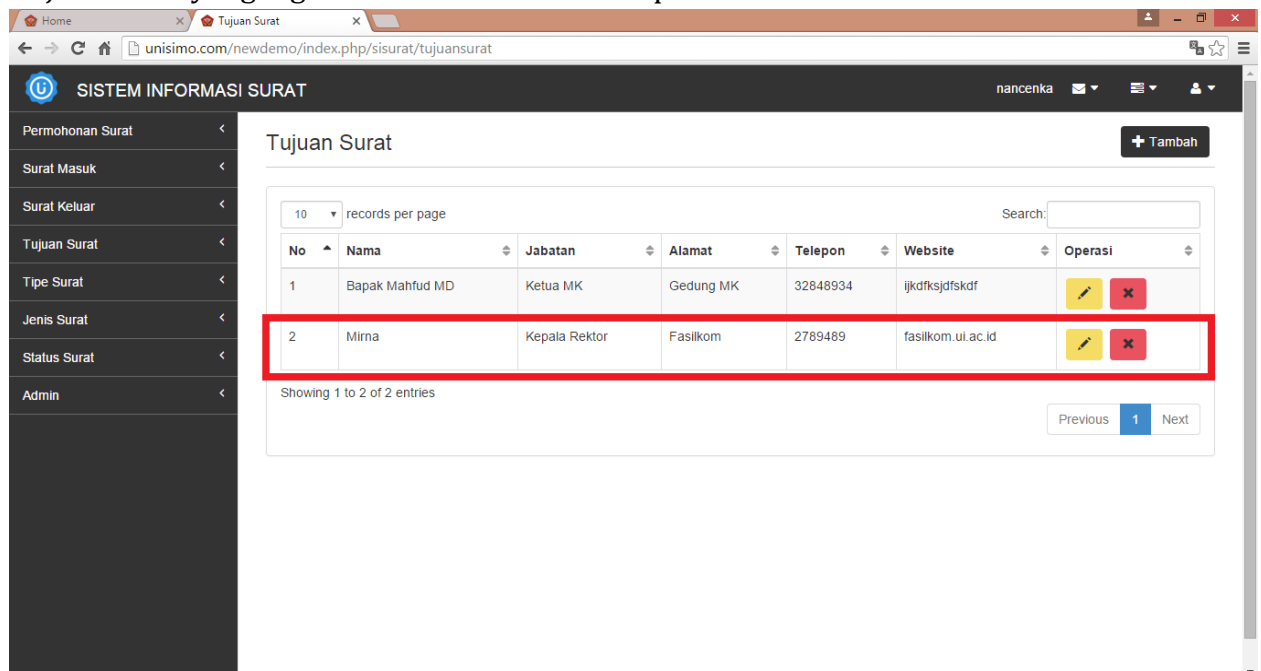 Home
Tujuan Surat
unisimo.com/newdemo/index.php/sisurat/tujuansurat
SISTEM INFORMASI SURAT
nancenka
Permohonan Surat
Surat Masuk
Surat Keluar
Tujuan Surat
Tipe Surat
Jenis Surat
Status Surat
Admin
Tujuan Surat
Tambah
10 records per page
Search:
No Nama Jabatan Alamat Telepon Website Operasi
1 Bapak Mahfud MD Ketua MK Gedung MK 32848934 ijkdfksjdfskdf
2 Mirna Kepala Rektor Fasilkom 2789489 fasilkom.ui.ac.id
Showing 1 to 2 of 2 entries
Previous 1 Next